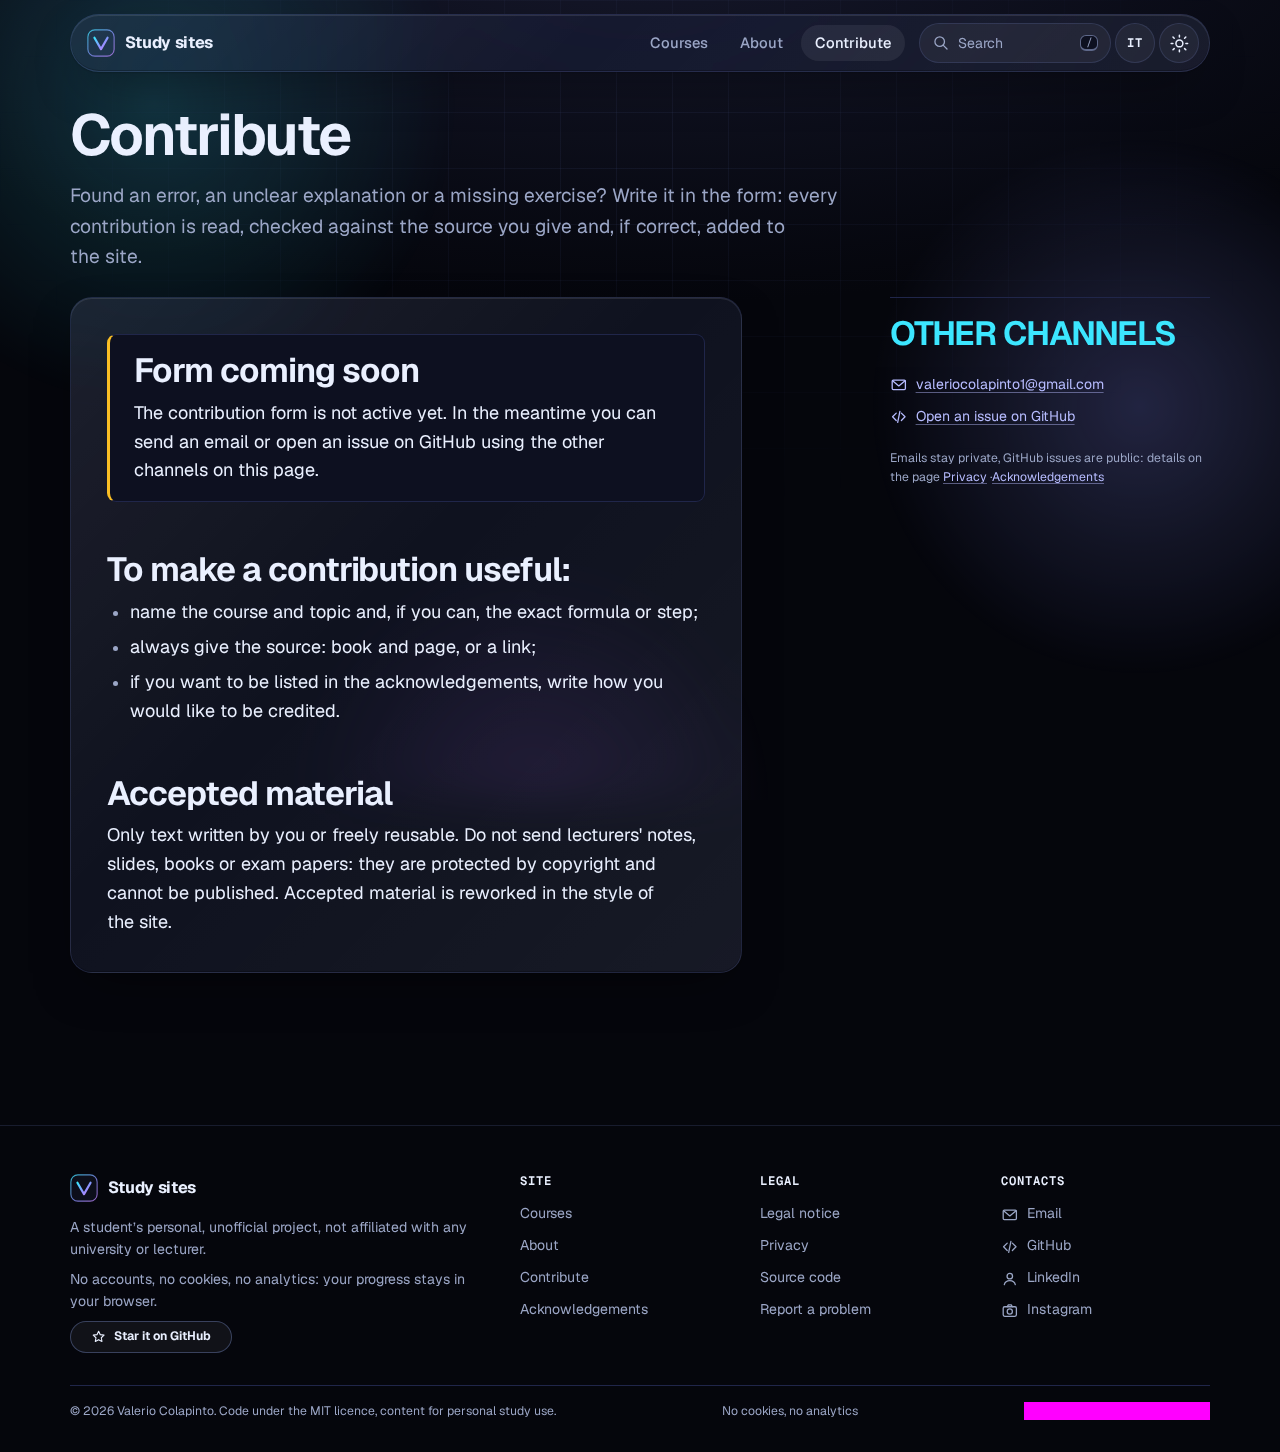 Study sites
Courses
About
Contribute
Search
/
IT
Contribute
Found an error, an unclear explanation or a missing exercise? Write it in the form: every
contribution is read, checked against the source you give and, if correct, added to
the site.
Form coming soon
The contribution form is not active yet. In the meantime you can
send an email or open an issue on GitHub using the other
channels on this page.
To make a contribution useful:
• name the course and topic and, if you can, the exact formula or step;
• always give the source: book and page, or a link;
• if you want to be listed in the acknowledgements, write how you
would like to be credited.
Accepted material
Only text written by you or freely reusable. Do not send lecturers' notes,
slides, books or exam papers: they are protected by copyright and
cannot be published. Accepted material is reworked in the style of
the site.
OTHER CHANNELS
valeriocolapinto1@gmail.com
Open an issue on GitHub
Emails stay private, GitHub issues are public: details on
the page Privacy ·Acknowledgements
Study sites
A student's personal, unofficial project, not affiliated with any
university or lecturer.
No accounts, no cookies, no analytics: your progress stays in
your browser.
Star it on GitHub
SITE
Courses
About
Contribute
Acknowledgements
LEGAL
Legal notice
Privacy
Source code
Report a problem
CONTACTS
Email
GitHub
LinkedIn
Instagram
© 2026 Valerio Colapinto. Code under the MIT licence, content for personal study use.
No cookies, no analytics